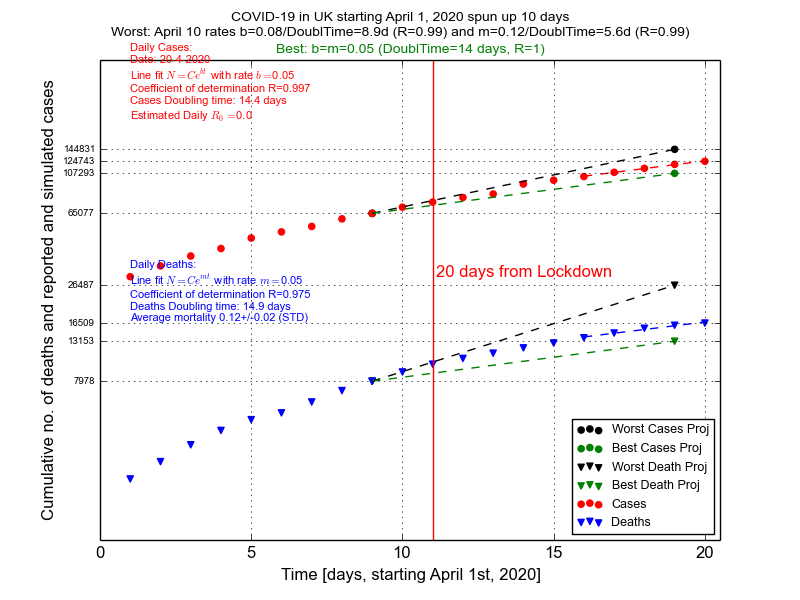 COVID-19 in UK starting April 1, 2020 spun up 10 days
Worst: April 10 rates b=0.08/DoublTime=8.9d (R=0.99) and m=0.12/DoublTime=5.6d (R=0.99)
Best: b=m=0.05 (DoublTime=14 days, R=1)
Daily Cases:
Date: 20-4-2020
Line fit N=Ce^{bt} with rate b=0.05
Coefficient of determination R=0.997
Cases Doubling time: 14.4 days
Estimated Daily R_0=0.0
144831
124743
107293
65077
26487
16509
13153
7978
Cumulative no. of deaths and reported and simulated cases
20 days from Lockdown
Daily Deaths:
Line fit N=Ce^{mt} with rate m=0.05
Coefficient of determination R=0.975
Deaths Doubling time: 14.9 days
Average mortality 0.12+/-0.02 (STD)
Worst Cases Proj
Best Cases Proj
Worst Death Proj
Best Death Proj
Cases
Deaths
0 5 10 15 20
Time [days, starting April 1st, 2020]